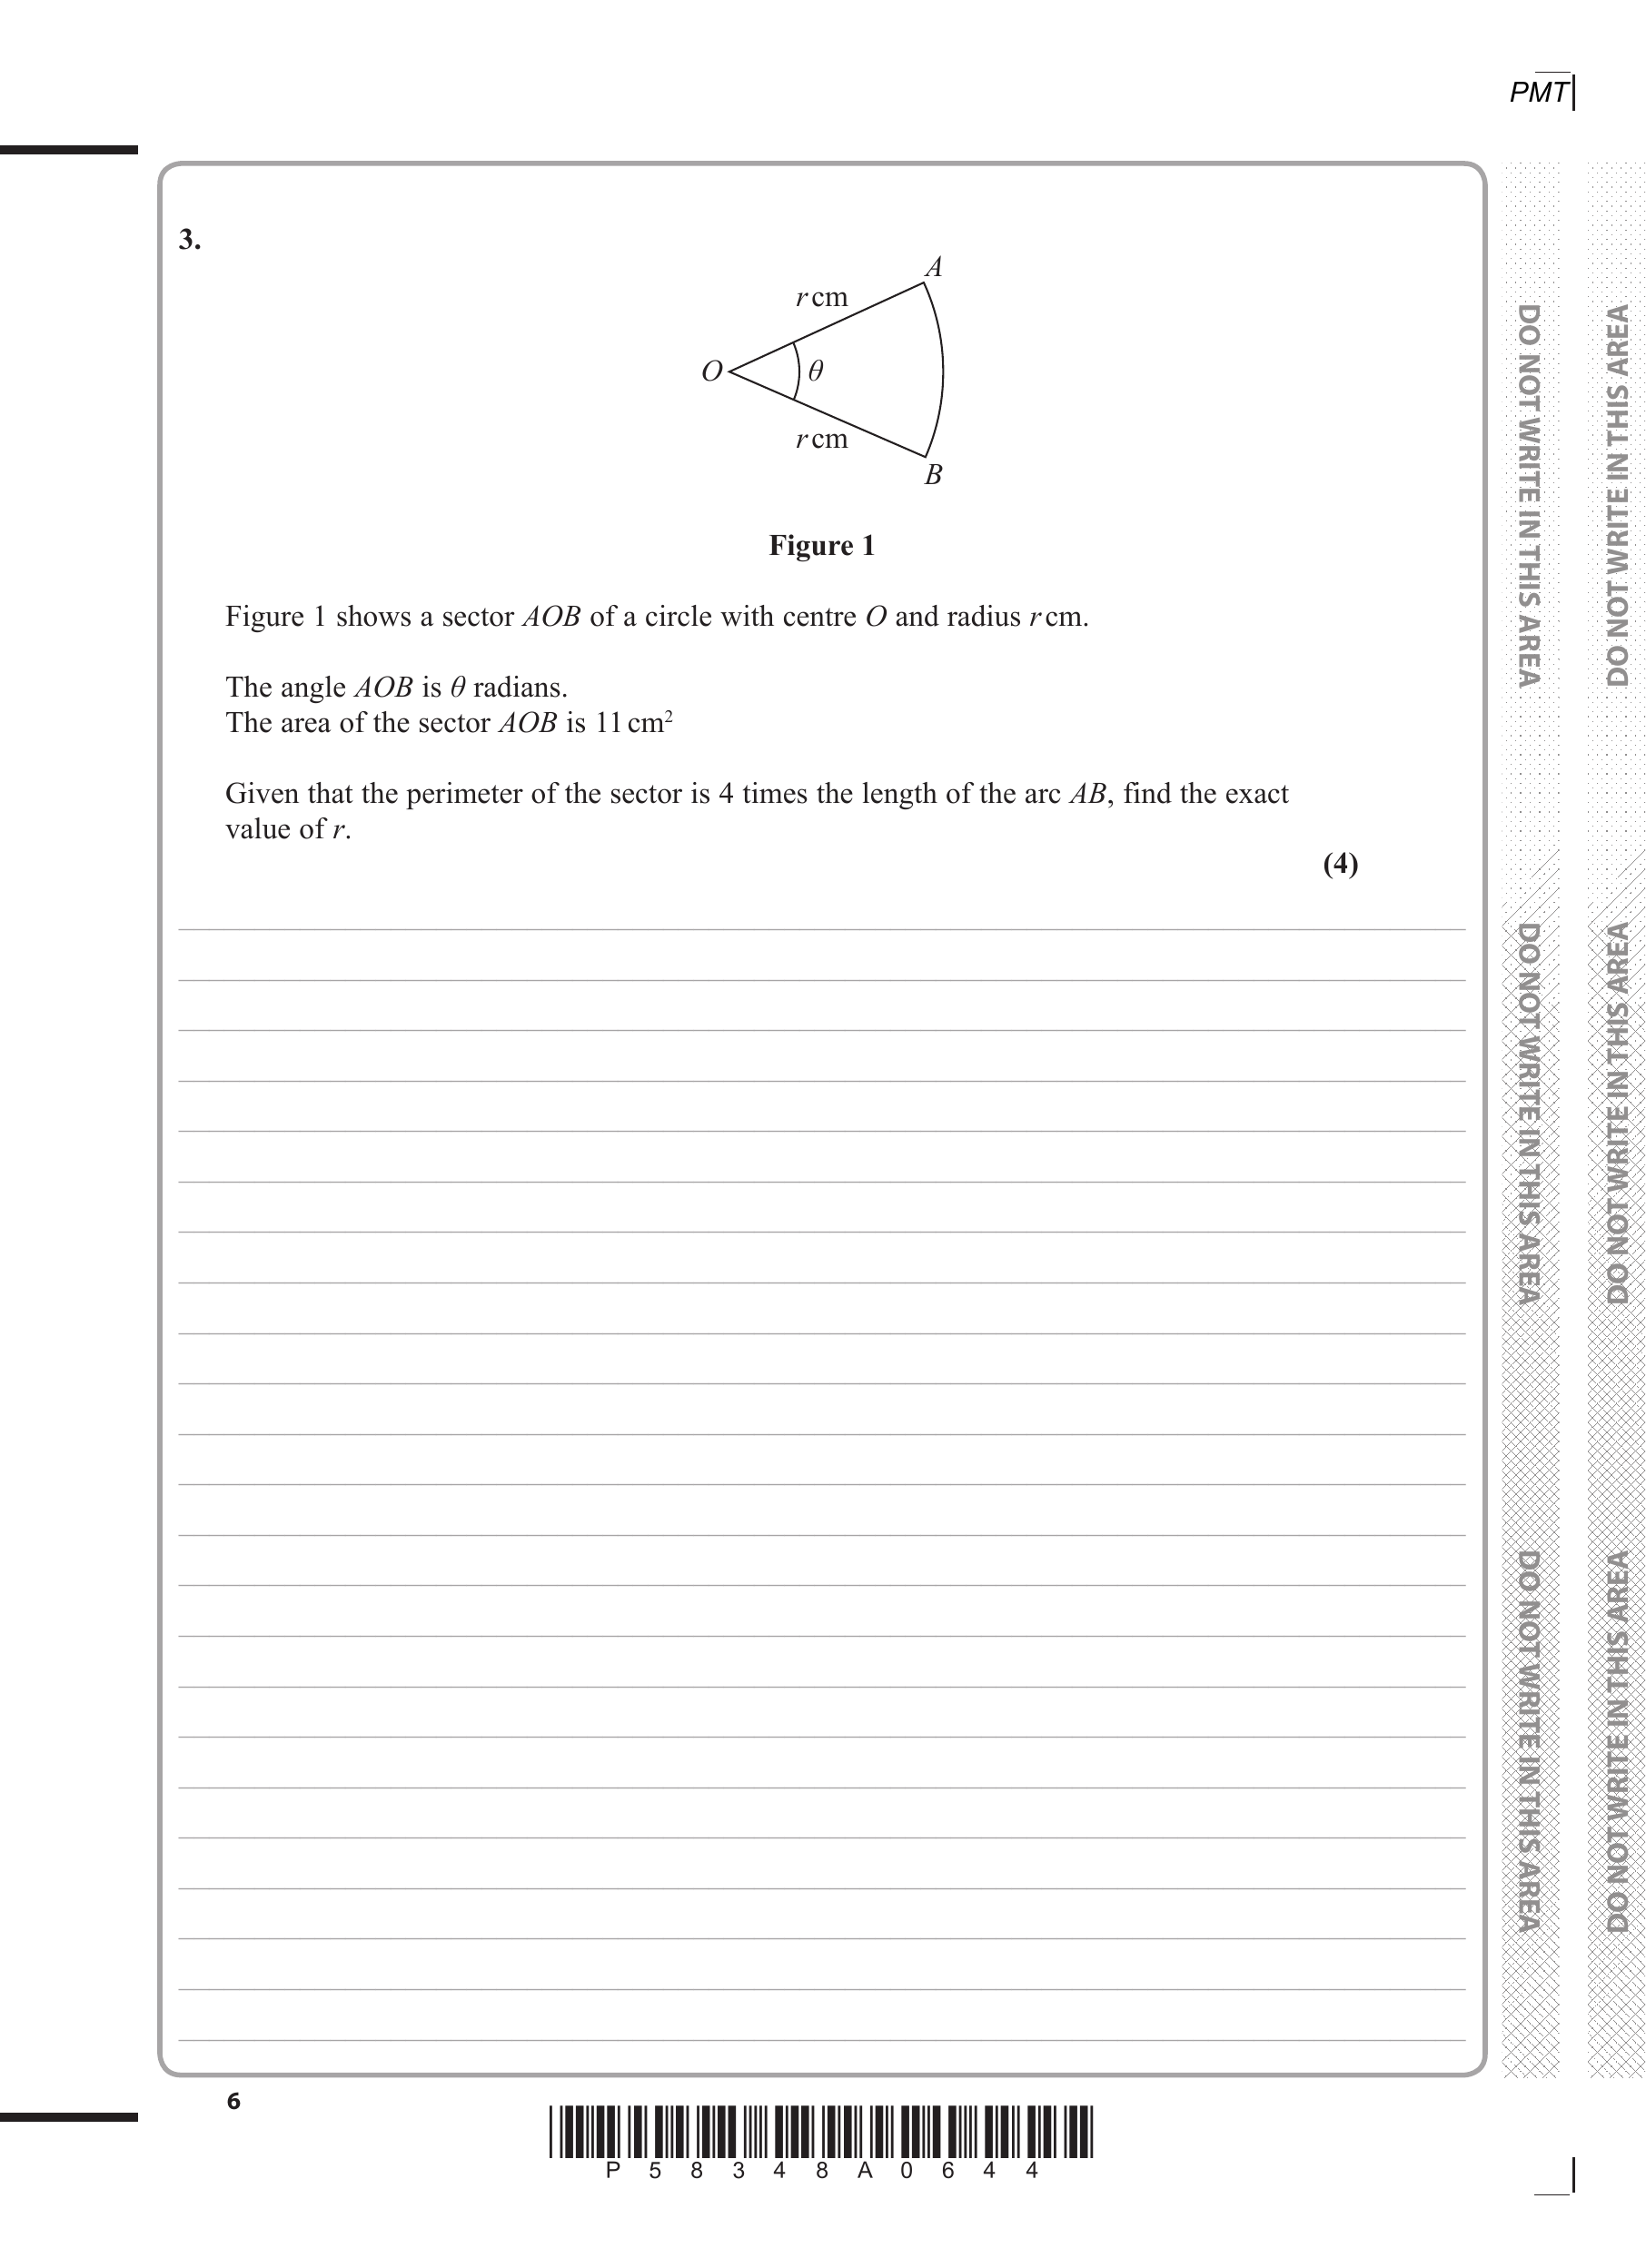 PMT
3.
A
r cm
O
θ
r cm
B
Figure 1
Figure 1 shows a sector AOB of a circle with centre O and radius r cm.
The angle AOB is θ radians.
The area of the sector AOB is 11 cm²
Given that the perimeter of the sector is 4 times the length of the arc AB, find the exact
value of r.
(4)
DO NOT WRITE IN THIS AREA
DO NOT WRITE IN THIS AREA
DO NOT WRITE IN THIS AREA
DO NOT WRITE IN THIS AREA
DO NOT WRITE IN THIS AREA
DO NOT WRITE IN THIS AREA
6
P 5 8 3 4 8 A 0 6 4 4